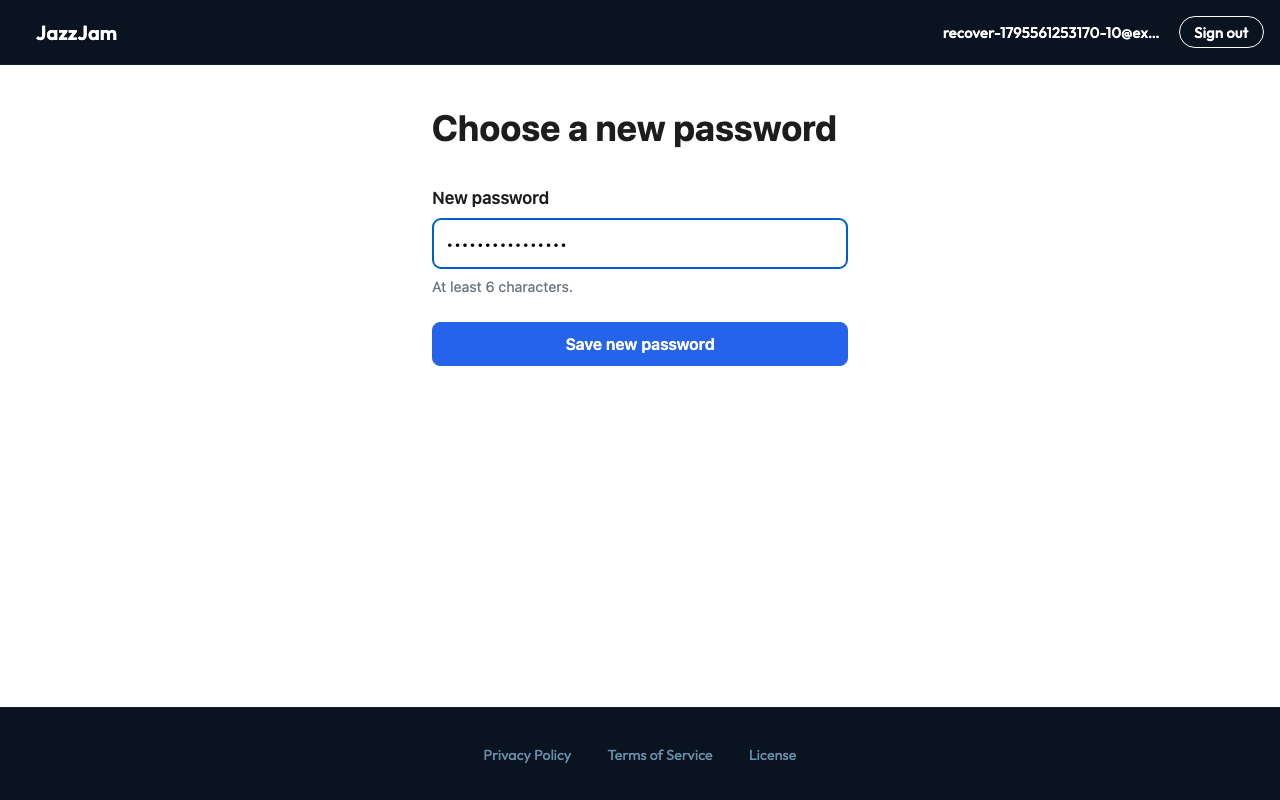 JazzJam
recover-1795561253170-10@ex...
Sign out
Choose a new password
New password
••••••••••••••••
At least 6 characters.
Save new password
Privacy Policy
Terms of Service
License